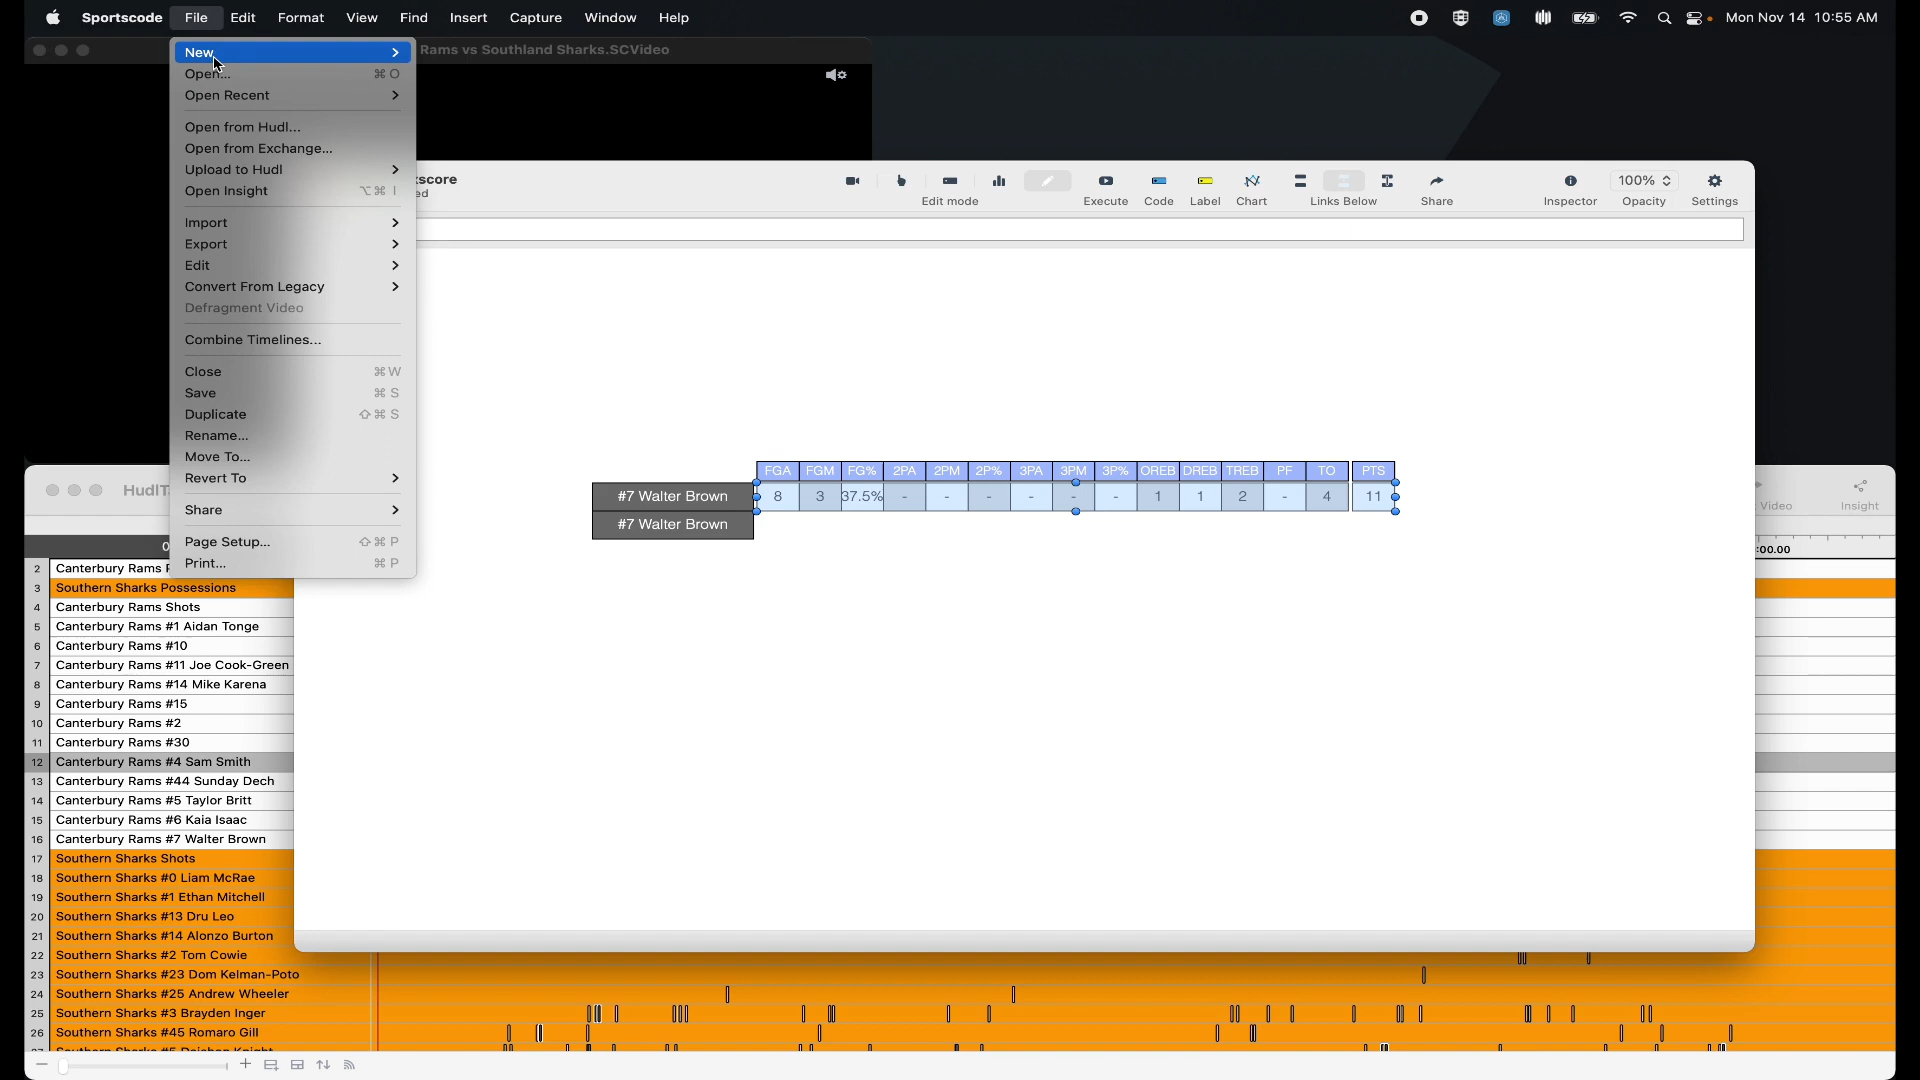 Sportscode File Edit Format View Find Insert Capture Window Help Mon Nov 14 10:55 AM
Rams vs Southland Sharks.SCVideo
New
Open... ⌘ O
Open Recent
Open from Hudl...
Open from Exchange...
Upload to Hudl
Open Insight ⌥⌘ I
Import
Export
Edit
Convert From Legacy
Defragment Video
Combine Timelines...
Close ⌘ W
Save ⌘ S
Duplicate ⇧⌘ S
Rename...
Move To...
Revert To
Share
Page Setup... ⇧⌘ P
Print... ⌘ P
100%
Edit mode Execute Code Label Chart Links Below Share Inspector Opacity Settings
FGA FGM FG% 2PA 2PM 2P% 3PA 3PM 3P% OREB DREB TREB PF TO PTS
#7 Walter Brown 8 3 37.5% - - - - - - 1 1 2 - 4 11
#7 Walter Brown
Video Insight
:00.00
2 Canterbury Rams
3 Southern Sharks Possessions
4 Canterbury Rams Shots
5 Canterbury Rams #1 Aidan Tonge
6 Canterbury Rams #10
7 Canterbury Rams #11 Joe Cook-Green
8 Canterbury Rams #14 Mike Karena
9 Canterbury Rams #15
10 Canterbury Rams #2
11 Canterbury Rams #30
12 Canterbury Rams #4 Sam Smith
13 Canterbury Rams #44 Sunday Dech
14 Canterbury Rams #5 Taylor Britt
15 Canterbury Rams #6 Kaia Isaac
16 Canterbury Rams #7 Walter Brown
17 Southern Sharks Shots
18 Southern Sharks #0 Liam McRae
19 Southern Sharks #1 Ethan Mitchell
20 Southern Sharks #13 Dru Leo
21 Southern Sharks #14 Alonzo Burton
22 Southern Sharks #2 Tom Cowie
23 Southern Sharks #23 Dom Kelman-Poto
24 Southern Sharks #25 Andrew Wheeler
25 Southern Sharks #3 Brayden Inger
26 Southern Sharks #45 Romaro Gill